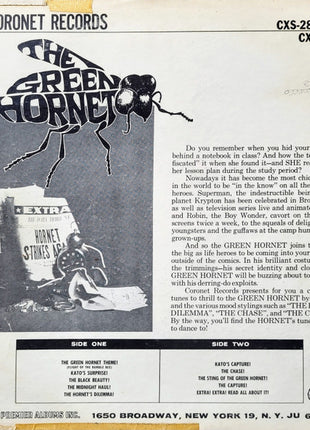 CORONET RECORDS
CXS-28
CX
THE
GREEN
HORNET
EXTRA
HORNET
STRIKES AGA
Do you remember when you hid your
behind a notebook in class? And how the to
fiscated" it when she found it—and SHE re
her lesson plan during the study period?
Nowadays it has become the most chic
in the world to be "in the know" on all the
heroes. Superman, the indestructible bein
planet Krypton has been celebrated in Bro
as well as television series live and animate
and Robin, the Boy Wonder, cavort on th
screens twice a week, to the squeals of delig
youngsters and the guffaws at the camp hum
grown-ups.
And so the GREEN HORNET joins t
the big as life heroes to be coming into your
outside of the comics. In his brilliant costu
the trimmings—his secret identity and clo
GREEN HORNET will be buzzing about to
with his derring-do exploits.
Coronet Records presents for you a c
tunes to thrill to the GREEN HORNET by
and the various mood stylings such as "THE
DILEMMA", "THE CHASE", and "THE C
By the way, you'll find the HORNET's tune
to dance to!
SIDE ONE
THE GREEN HORNET THEME!
(FLIGHT OF THE BUMBLE BEE)
KATO'S SURPRISE!
THE BLACK BEAUTY!
THE MIDNIGHT HAUL!
THE HORNET'S DILEMMA!
SIDE TWO
KATO'S CAPTURE!
THE CHASE!
THE STING OF THE GREEN HORNET!
THE CAPTURE!
EXTRA! EXTRA! READ ALL ABOUT IT!
PREMIER ALBUMS INC. 1650 BROADWAY, NEW YORK 19, N. Y. JU 6